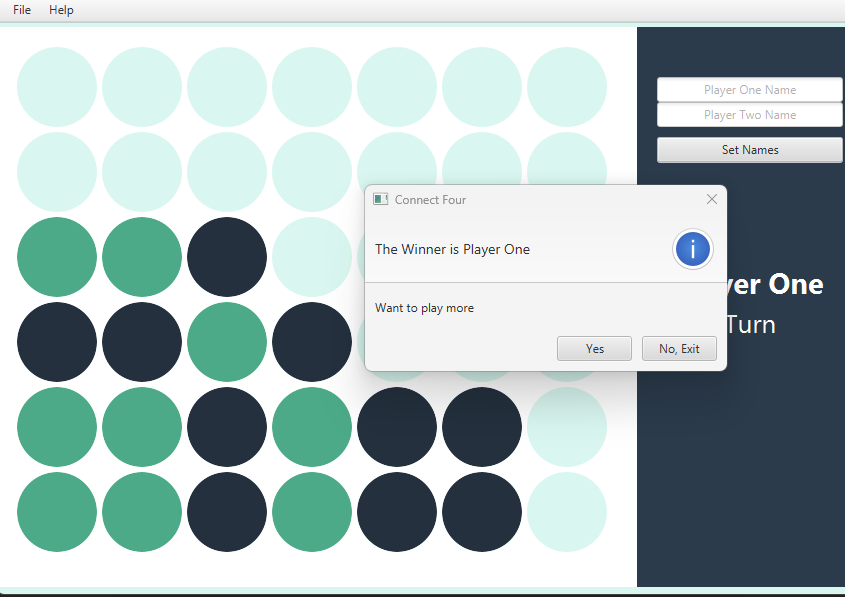 File Help
Player One Name
Player Two Name
Set Names
Connect Four
The Winner is Player One
i
Want to play more
Yes No, Exit
One
Turn